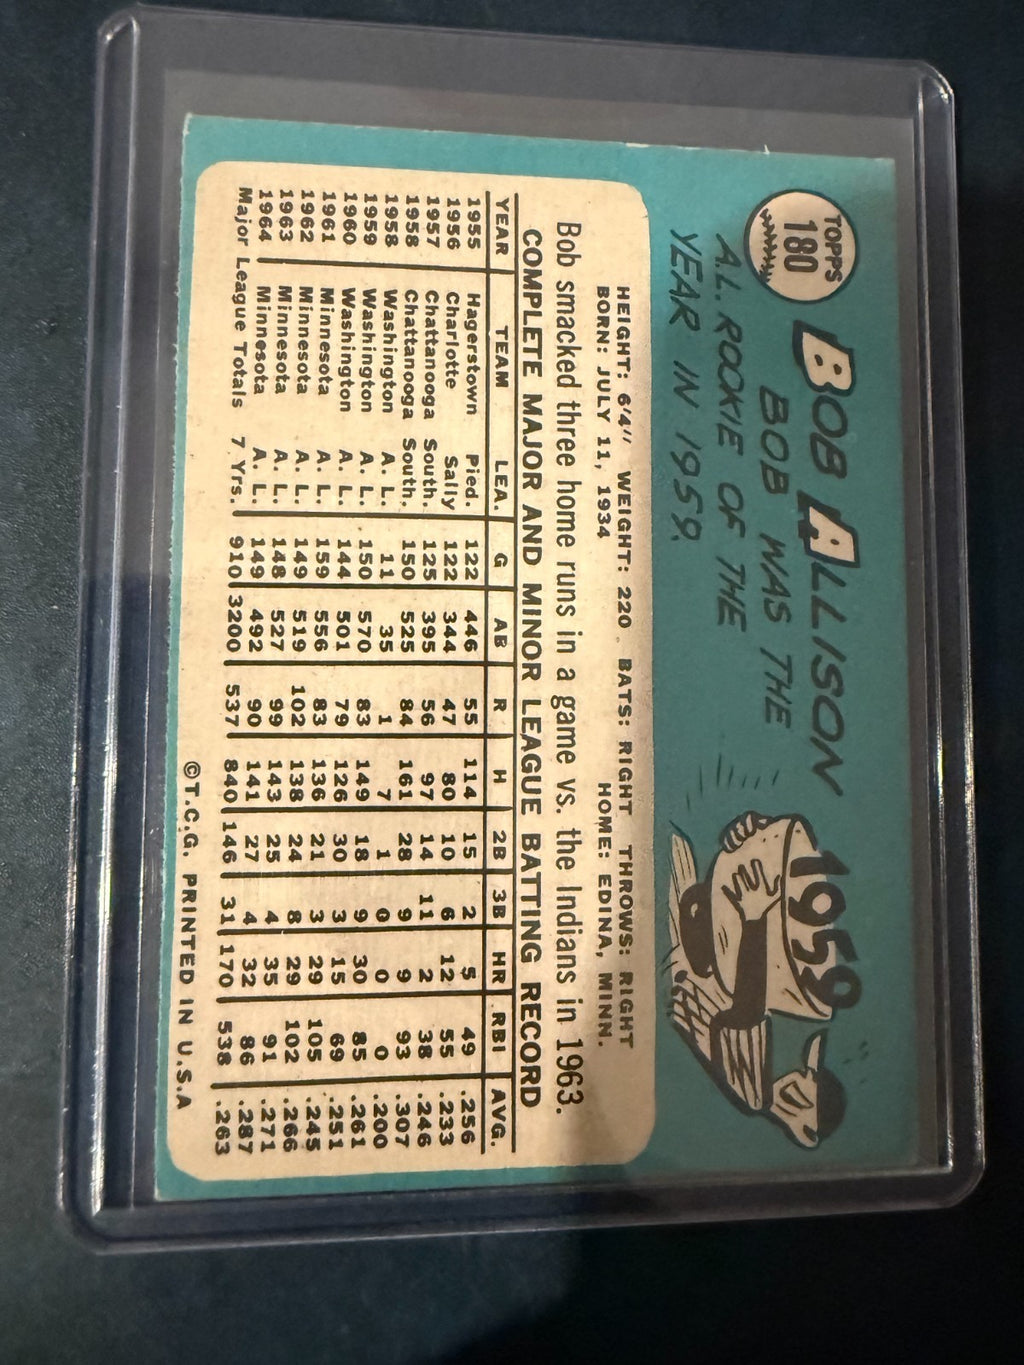 TOPPS
180
BOB ALLISON
BOB WAS THE
A.L. ROOKIE OF THE
YEAR IN 1959.
1959
HEIGHT: 6'4" WEIGHT: 220 BATS: RIGHT THROWS: RIGHT
BORN: JULY 11, 1934 HOME: EDINA, MINN.
Bob smacked three home runs in a game vs. the Indians in 1963.
COMPLETE MAJOR AND MINOR LEAGUE BATTING RECORD
YEAR TEAM LEA. G AB R H 2B 3B HR RBI AVG.
1955 Hagerstown Pied. 122 446 55 114 15 2 5 49 .256
1956 Charlotte Sally 122 344 47 80 10 6 12 55 .233
1957 Chattanooga South. 125 395 56 97 14 11 2 38 .246
1958 Chattanooga South. 150 525 84 161 28 9 9 93 .307
1958 Washington A. L. 11 35 1 7 1 0 0 0 .200
1959 Washington A. L. 150 570 83 149 18 9 30 85 .261
1960 Washington A. L. 144 501 79 126 30 3 15 69 .251
1961 Minnesota A. L. 159 556 83 136 21 3 29 105 .245
1962 Minnesota A. L. 149 519 102 138 24 8 29 102 .266
1963 Minnesota A. L. 148 527 99 143 25 4 35 91 .271
1964 Minnesota A. L. 149 492 90 141 27 4 32 86 .287
Major League Totals 7 Yrs. 910 3200 537 840 146 31 170 538 .263
©T.C.G. PRINTED IN U.S.A